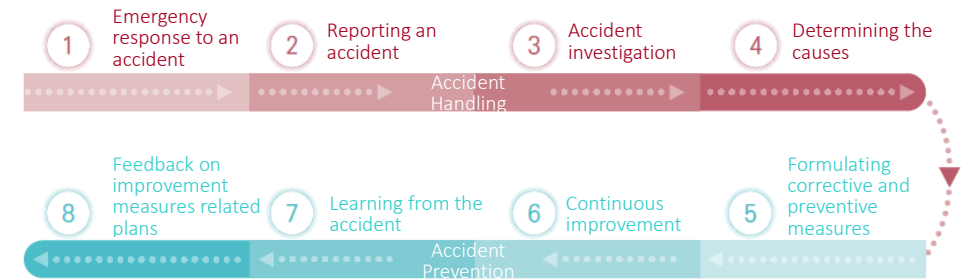 1
Emergency
response to an
accident
2
Reporting an
accident
3
Accident
investigation
4
Determining the
causes
Accident
Handling
8
Feedback on
improvement
measures related
plans
7
Learning from the
accident
6
Continuous
improvement
5
Formulating
corrective and
preventive
measures
Accident
Prevention